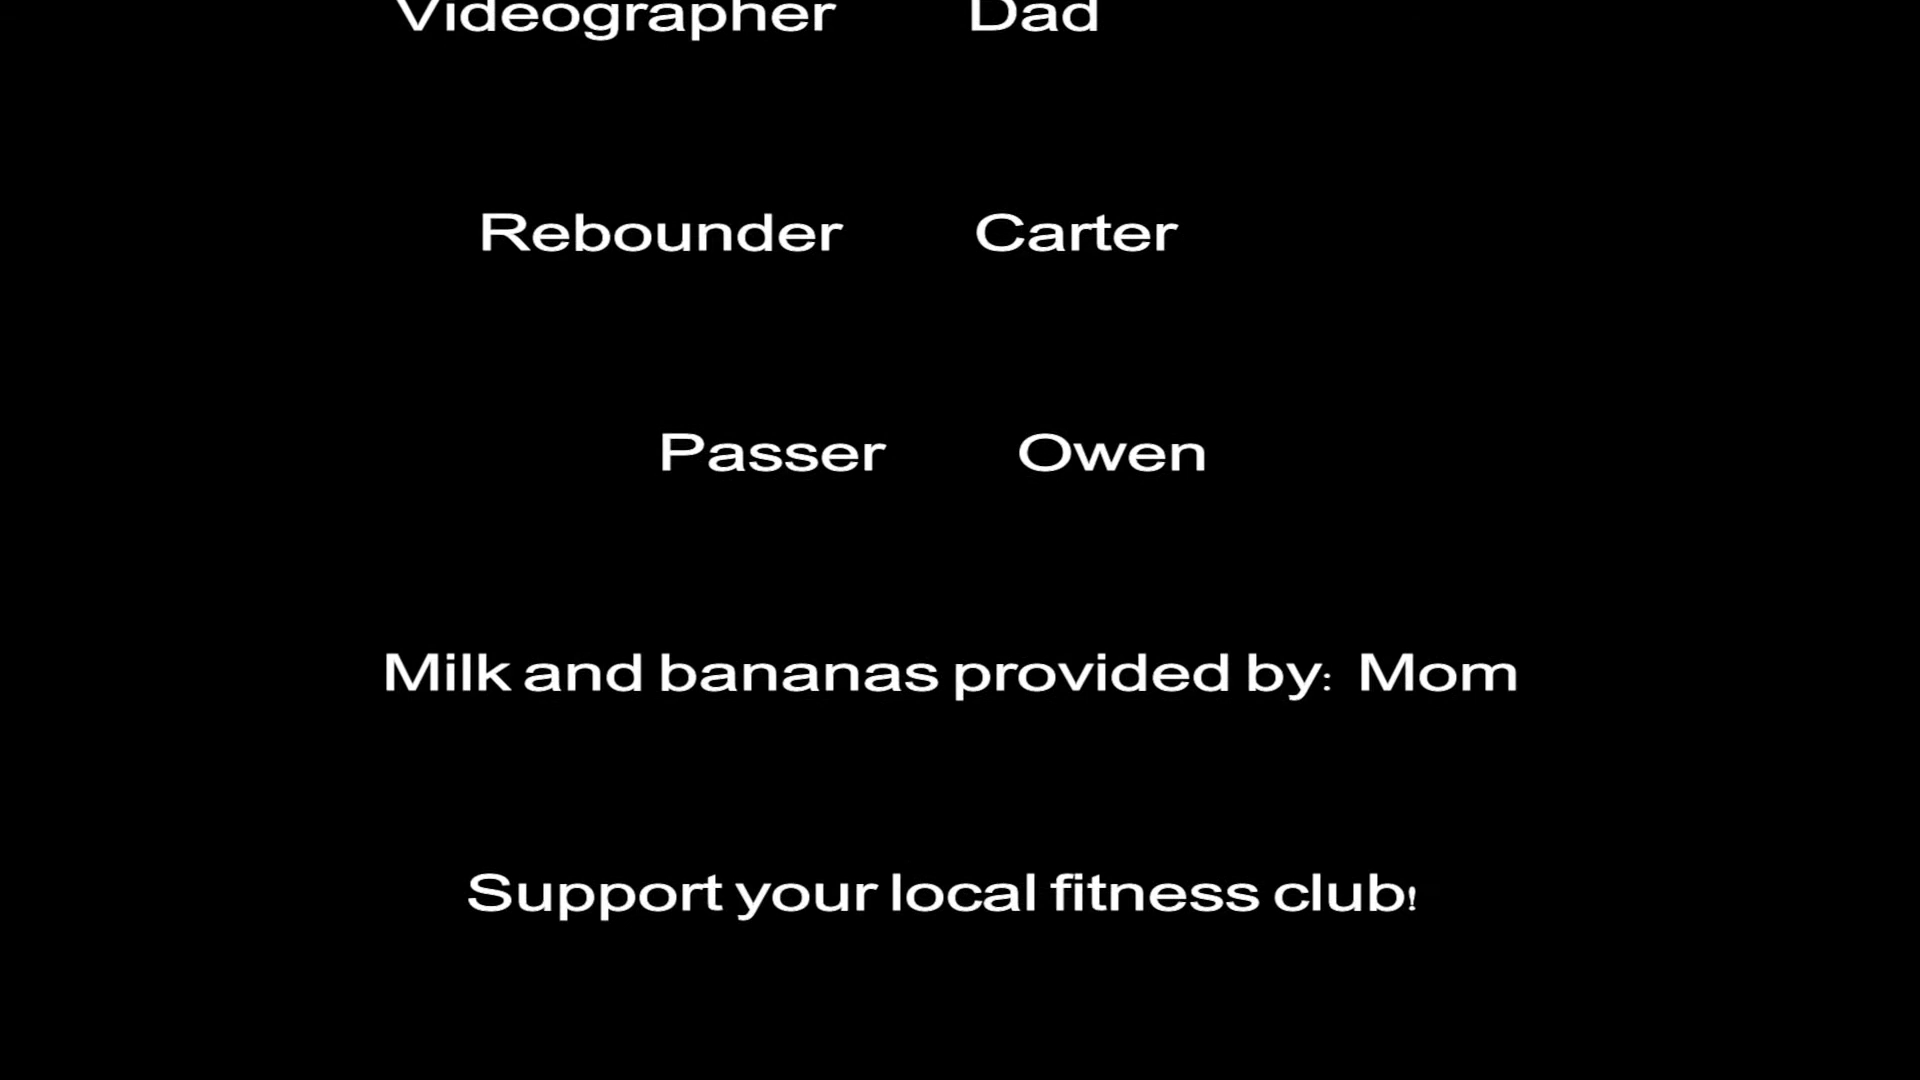 Videographer Dad
Rebounder Carter
Passer Owen
Milk and bananas provided by: Mom
Support your local fitness club!